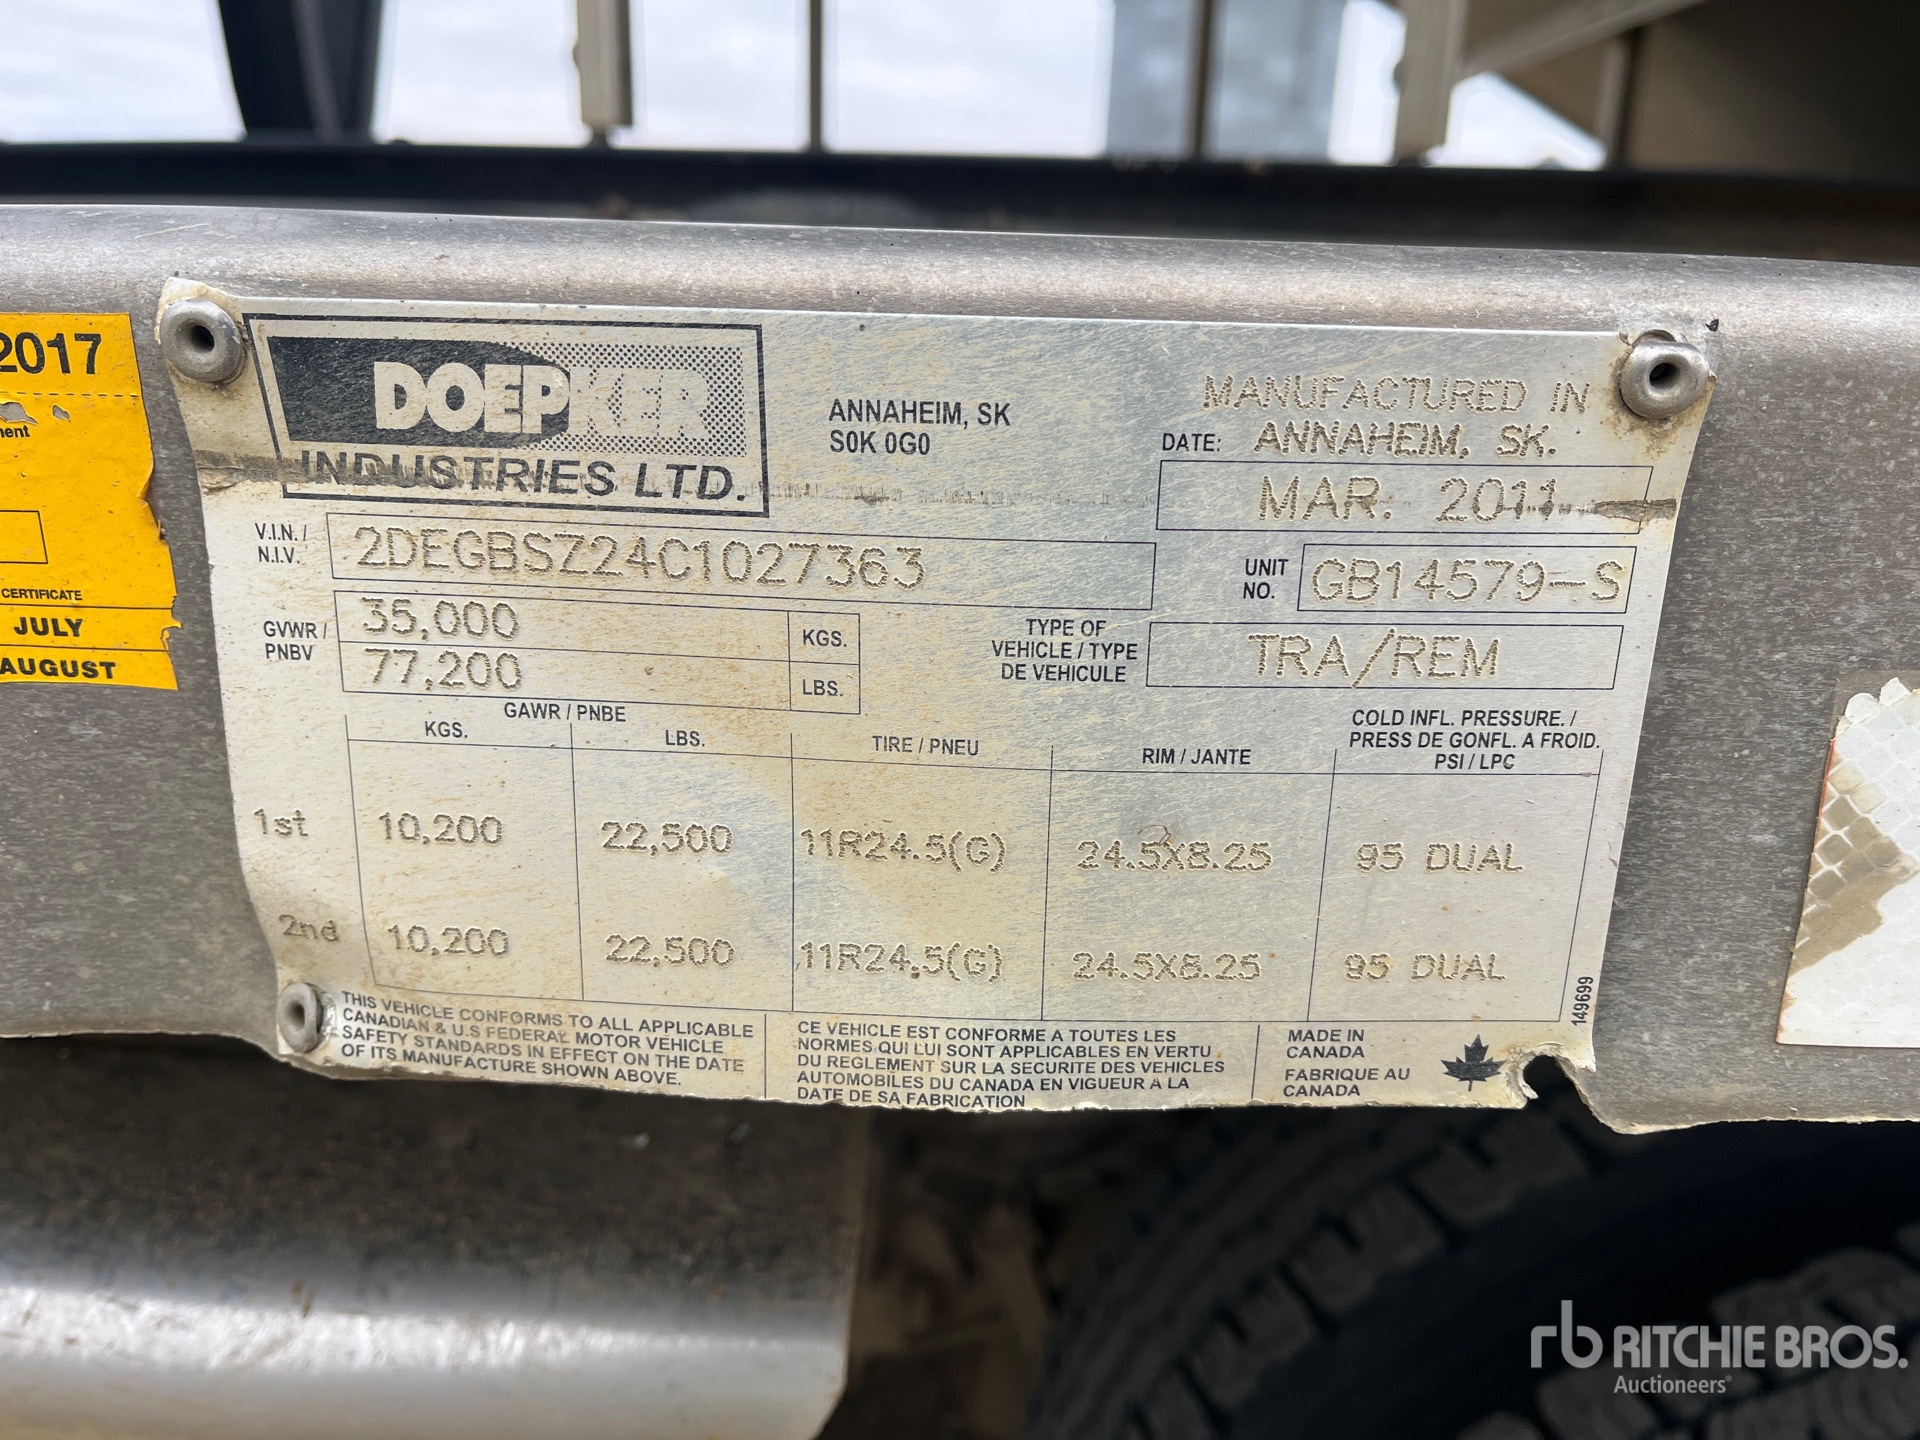 2017
CERTIFICATE
JULY
AUGUST
DOEPKER
INDUSTRIES LTD.
ANNAHEIM, SK
S0K 0G0
MANUFACTURED IN
DATE: ANNAHEIM, SK.
MAR. 2011
V.I.N. /
N.I.V.
2DEGBSZ24C1027363
UNIT
NO.
GB14579-S
GVWR /
PNBV
35,000 KGS.
77,200 LBS.
TYPE OF
VEHICLE / TYPE
DE VEHICULE
TRA/REM
GAWR / PNBE
KGS. LBS. TIRE / PNEU RIM / JANTE
COLD INFL. PRESSURE. /
PRESS DE GONFL. A FROID.
PSI / LPC
1st 10,200 22,500 11R24.5(G) 24.5X8.25 95 DUAL
2nd 10,200 22,500 11R24.5(G) 24.5X8.25 95 DUAL
149699
THIS VEHICLE CONFORMS TO ALL APPLICABLE
CANADIAN & U.S FEDERAL MOTOR VEHICLE
SAFETY STANDARDS IN EFFECT ON THE DATE
OF ITS MANUFACTURE SHOWN ABOVE.
CE VEHICLE EST CONFORME A TOUTES LES
NORMES QUI LUI SONT APPLICABLES EN VERTU
DU REGLEMENT SUR LA SECURITE DES VEHICLES
AUTOMOBILES DU CANADA EN VIGUEUR A LA
DATE DE SA FABRICATION
MADE IN
CANADA
FABRIQUE AU
CANADA
rb RITCHIE BROS.
Auctioneers